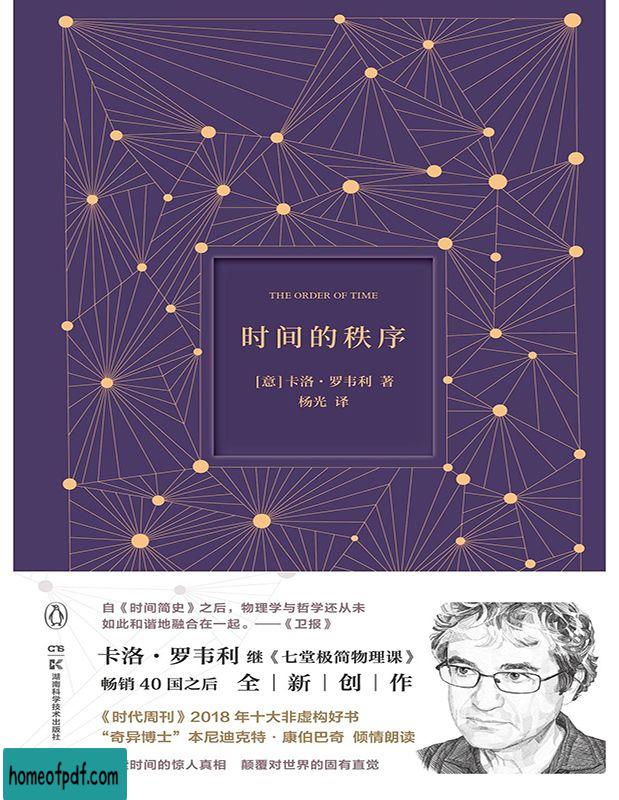 THE ORDER OF TIME
时间的秩序
[意]卡洛·罗韦利 著
杨光 译
自《时间简史》之后，物理学与哲学还从未
如此和谐地融合在一起。——《卫报》
卡洛·罗韦利 继《七堂极简物理课》
畅销 40 国之后 全|新|创|作
《时代周刊》2018 年十大非虚构好书
“奇异博士”本尼迪克特·康伯巴奇 倾情朗读
时间的惊人真相 颠覆对世界的固有直觉
湖南科学技术出版社
homeofpdf.com